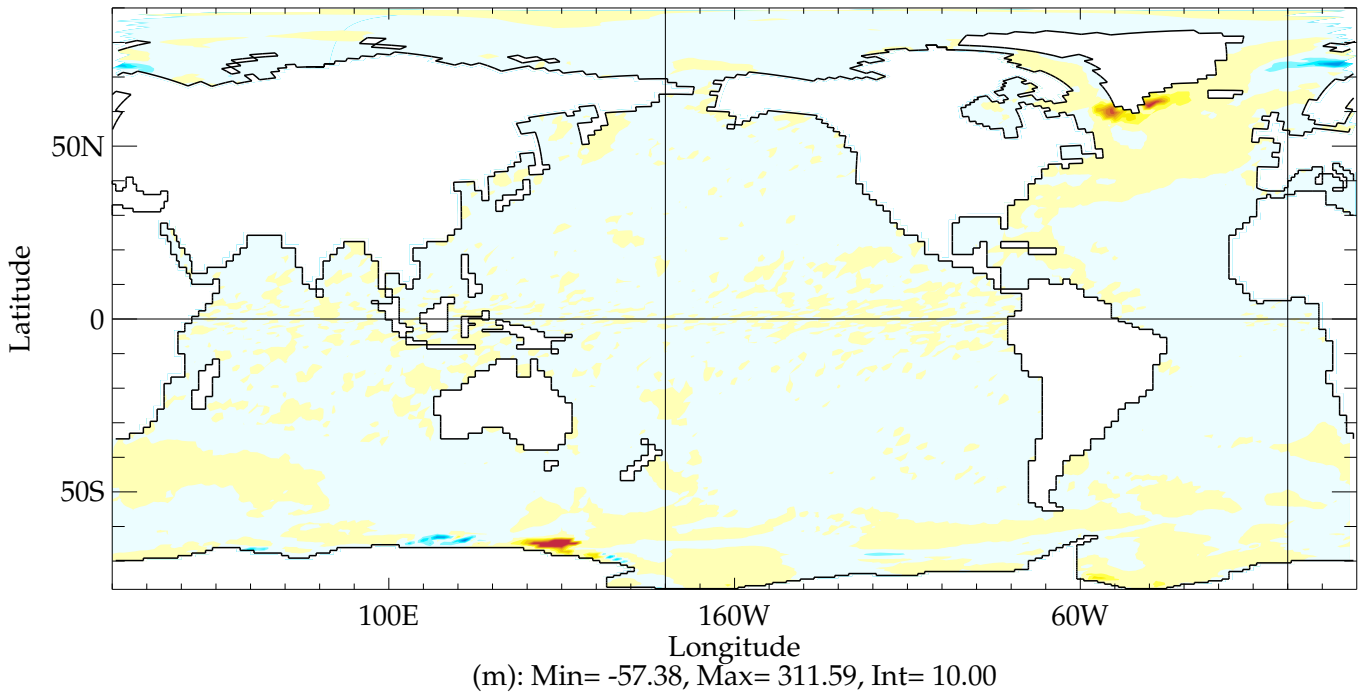 50N
0
50S
Latitude
100E 160W 60W
Longitude
(m): Min= -57.38, Max= 311.59, Int= 10.00